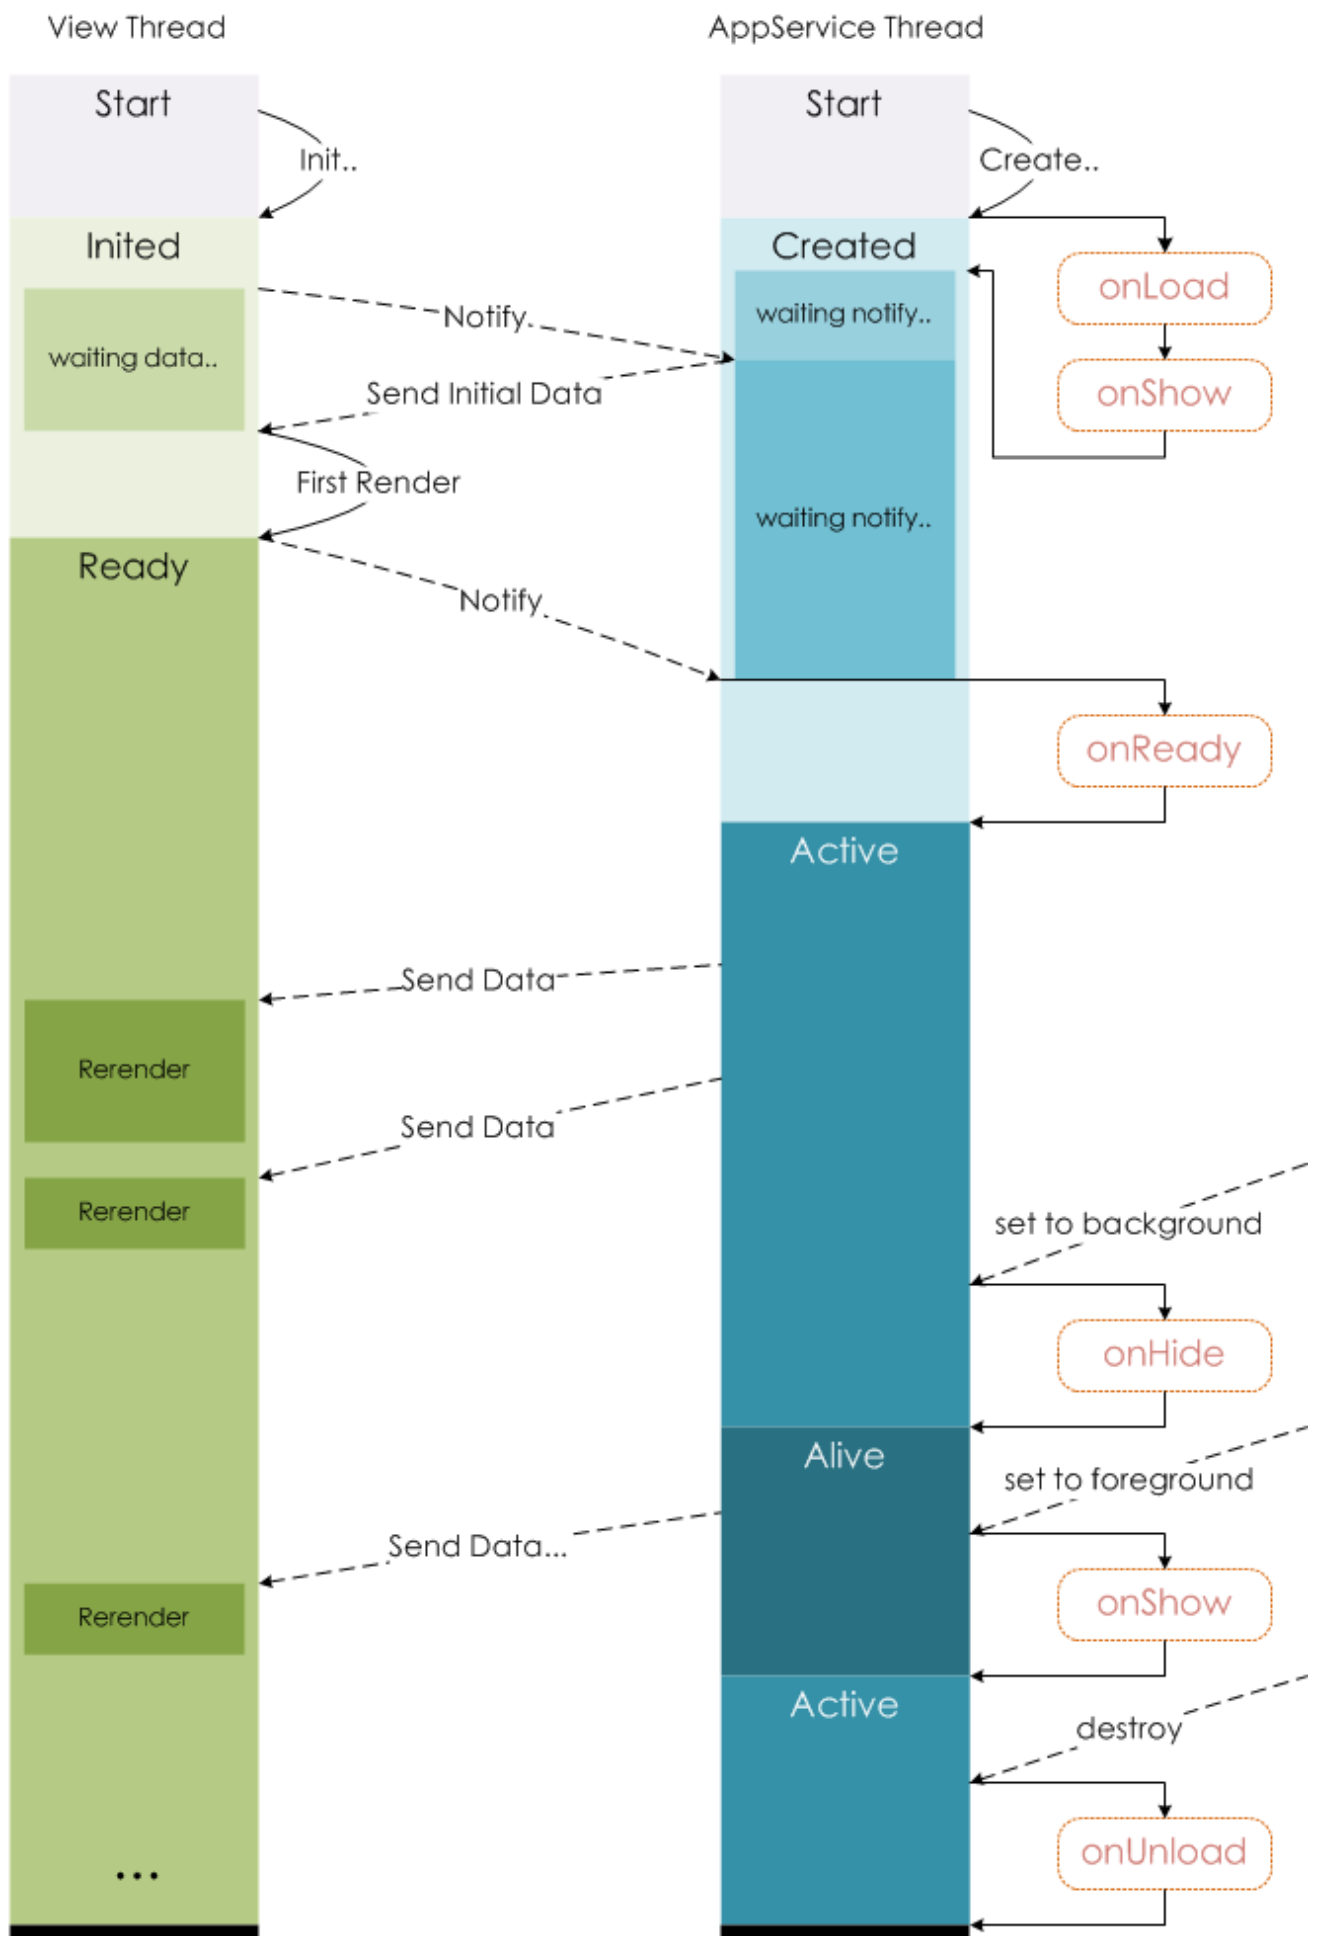 View Thread
AppService Thread
Start
Start
Init..
Create..
Inited
Created
onLoad
waiting notify..
Notify
waiting data..
Send Initial Data
onShow
First Render
waiting notify..
Ready
Notify
onReady
Active
Send Data
Rerender
Send Data
Rerender
set to background
onHide
Alive
set to foreground
Send Data...
onShow
Rerender
Active
destroy
onUnload
...